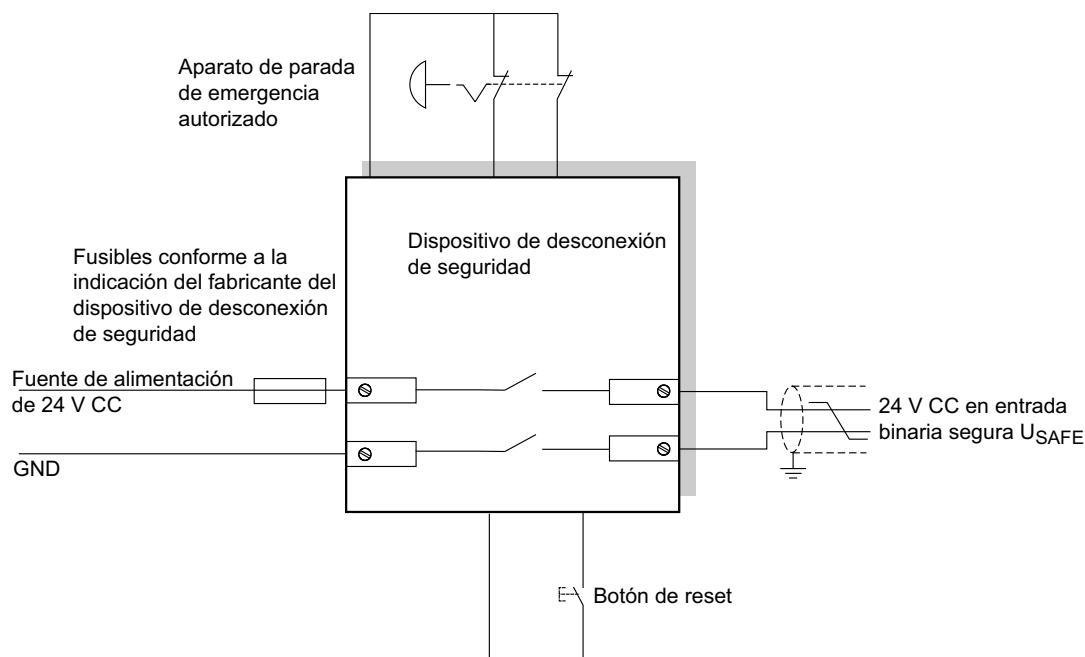 Aparato de parada
de emergencia
autorizado
Dispositivo de desconexión
de seguridad
Fusibles conforme a la
indicación del fabricante del
dispositivo de desconexión
de seguridad
Fuente de alimentación
de 24 V CC
24 V CC en entrada
binaria segura USAFE
GND
Botón de reset